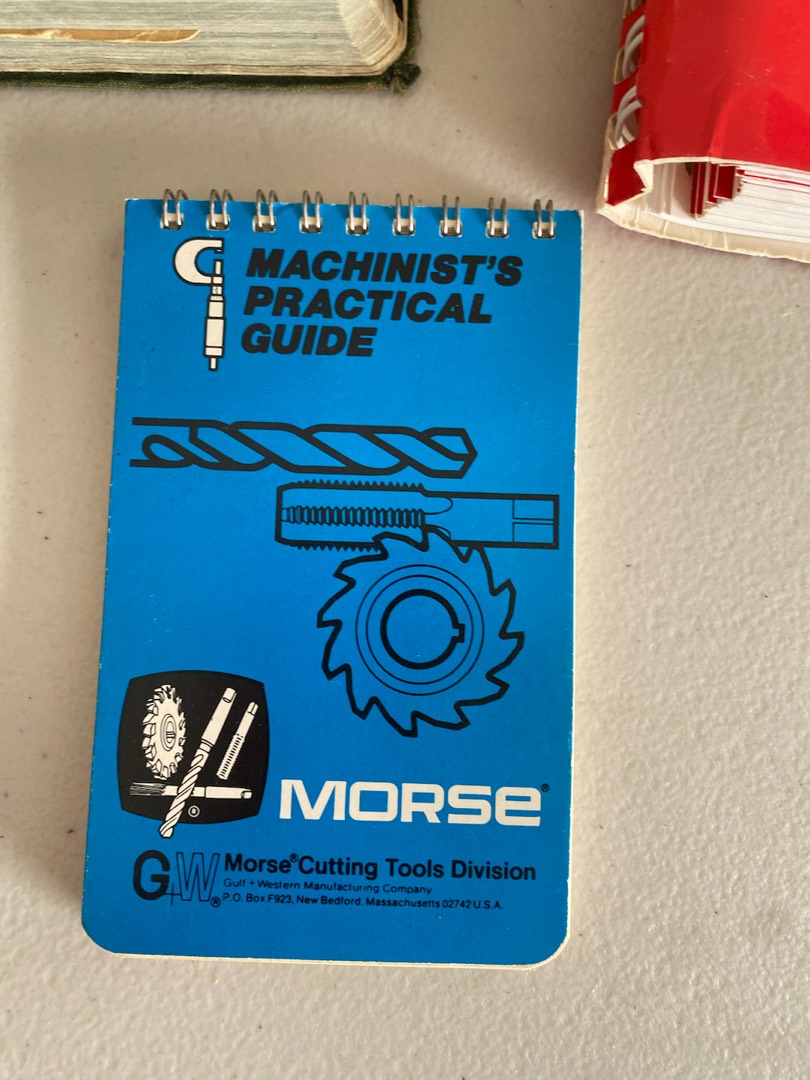 MACHINIST'S
PRACTICAL
GUIDE
®
MORSE®
G+W® Morse® Cutting Tools Division
Gulf + Western Manufacturing Company
P.O. Box F923, New Bedford, Massachusetts 02742 U.S.A.